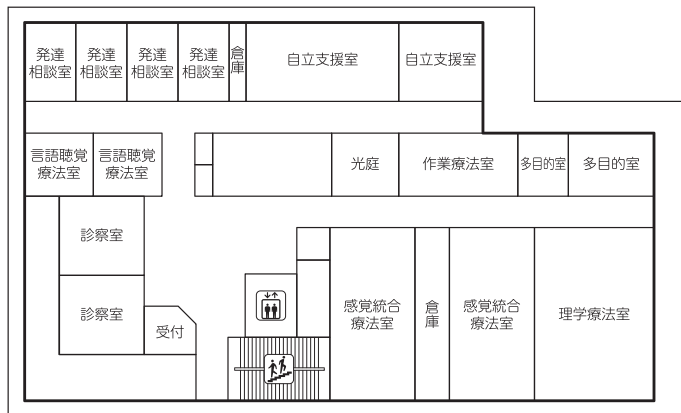 発達
相談室
発達
相談室
発達
相談室
発達
相談室
倉
庫
自立支援室
自立支援室
言語聴覚
療法室
言語聴覚
療法室
光庭
作業療法室
多目的室
多目的室
診察室
診察室
受付
感覚統合
療法室
倉
庫
感覚統合
療法室
理学療法室